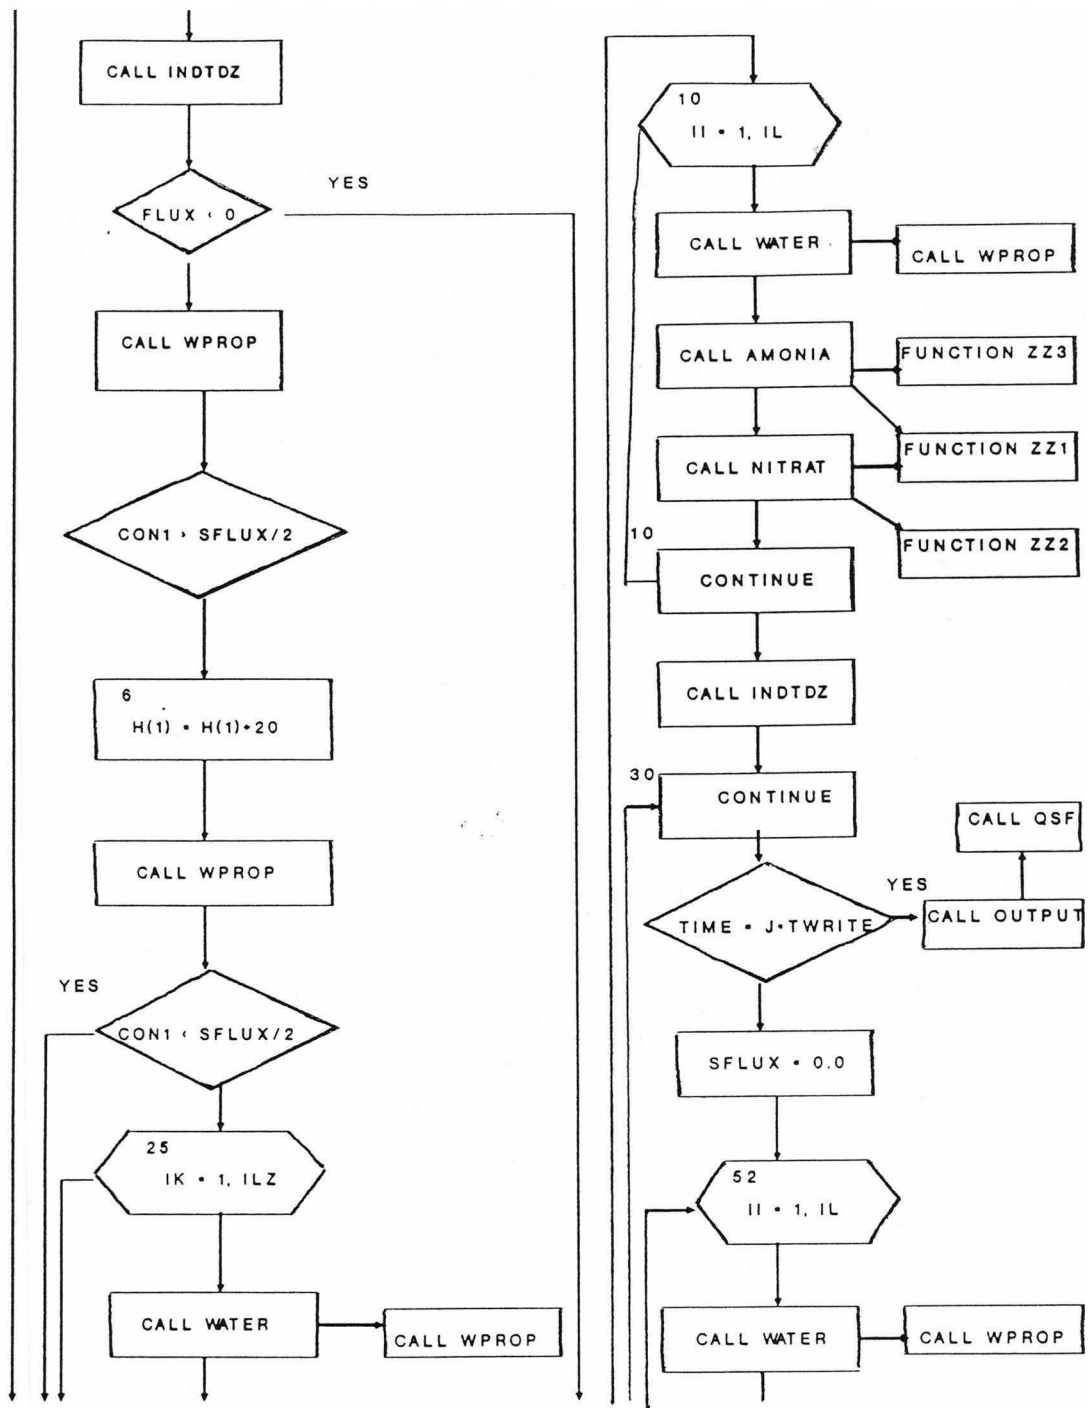 CALL INDTDZ
YES
FLUX < 0
CALL WPROP
CON1 > SFLUX/2
6
H(1) = H(1)+20
CALL WPROP
YES
CON1 < SFLUX/2
25
IK = 1, ILZ
CALL WATER
CALL WPROP
10
II = 1, IL
CALL WATER
CALL WPROP
CALL AMONIA
FUNCTION ZZ3
FUNCTION ZZ1
CALL NITRAT
FUNCTION ZZ2
10
CONTINUE
CALL INDTDZ
30
CONTINUE
CALL QSF
YES
TIME = J*TWRITE
CALL OUTPUT
SFLUX = 0.0
52
II = 1, IL
CALL WATER
CALL WPROP